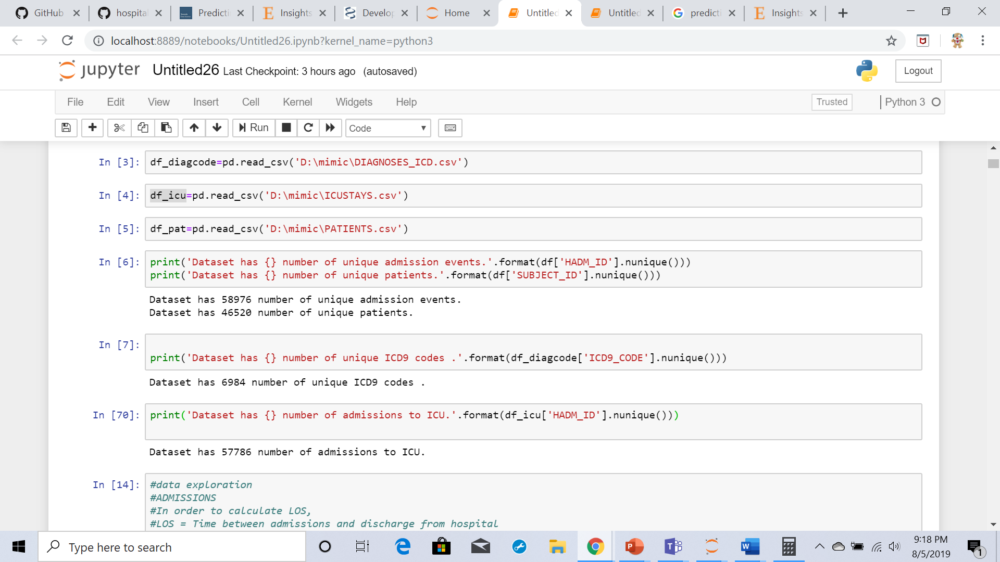 GitHub
hospital
Predicti
Insights
Develop
Home
Untitled
Untitled
predicti
Insights
localhost:8889/notebooks/Untitled26.ipynb?kernel_name=python3
jupyter Untitled26 Last Checkpoint: 3 hours ago (autosaved)
Logout
File Edit View Insert Cell Kernel Widgets Help
Trusted
Python 3
Run
Code
In [3]: df_diagcode=pd.read_csv('D:\mimic\DIAGNOSES_ICD.csv')
In [4]: df_icu=pd.read_csv('D:\mimic\ICUSTAYS.csv')
In [5]: df_pat=pd.read_csv('D:\mimic\PATIENTS.csv')
In [6]: print('Dataset has {} number of unique admission events.'.format(df['HADM_ID'].nunique()))
print('Dataset has {} number of unique patients.'.format(df['SUBJECT_ID'].nunique()))
Dataset has 58976 number of unique admission events.
Dataset has 46520 number of unique patients.
In [7]:
print('Dataset has {} number of unique ICD9 codes .'.format(df_diagcode['ICD9_CODE'].nunique()))
Dataset has 6984 number of unique ICD9 codes .
In [70]: print('Dataset has {} number of admissions to ICU.'.format(df_icu['HADM_ID'].nunique()))
Dataset has 57786 number of admissions to ICU.
In [14]: #data exploration
#ADMISSIONS
#In order to calculate LOS,
#LOS = Time between admissions and discharge from hospital
Type here to search
9:18 PM
8/5/2019
1